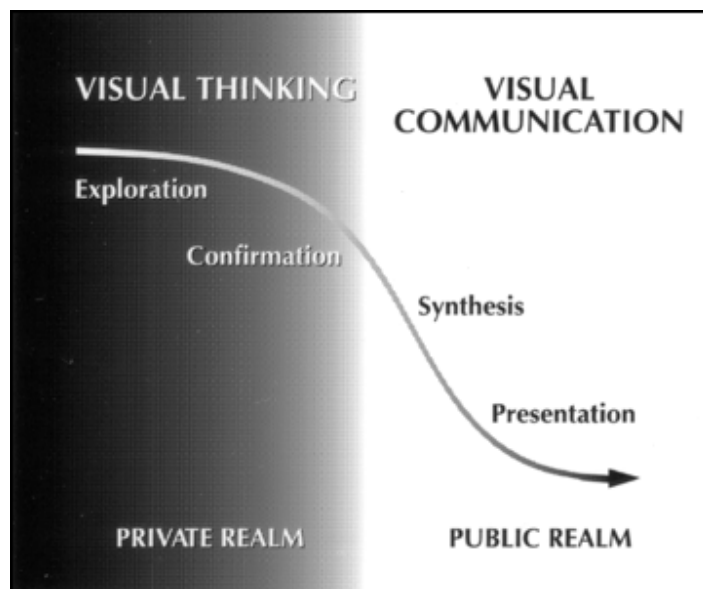 VISUAL THINKING
VISUAL
COMMUNICATION
Exploration
Confirmation
Synthesis
Presentation
PRIVATE REALM
PUBLIC REALM